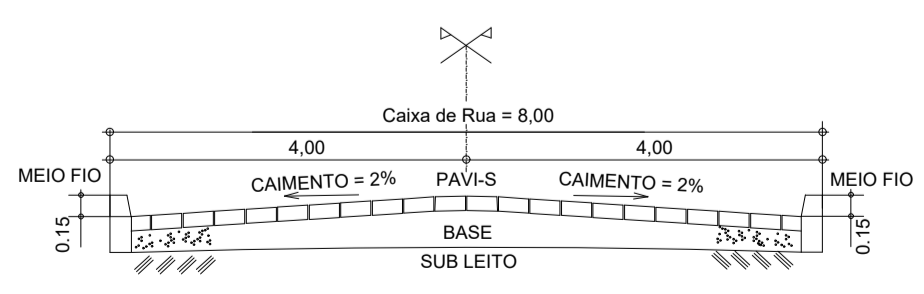 Caixa de Rua = 8,00
4,00
4,00
MEIO FIO
CAIMENTO = 2%
PAVI-S
CAIMENTO = 2%
MEIO FIO
0.15
0.15
BASE
SUB LEITO